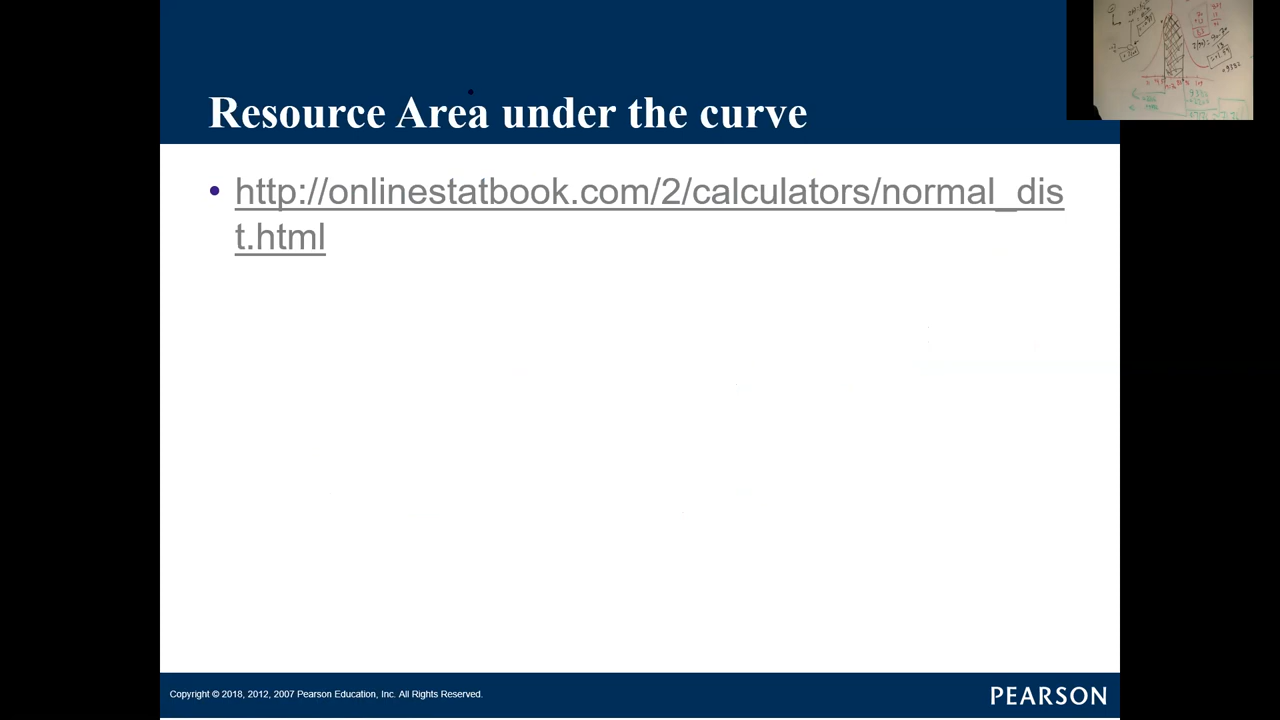 Resource Area under the curve
• http://onlinestatbook.com/2/calculators/normal_dis
t.html
Copyright © 2018, 2012, 2007 Pearson Education, Inc. All Rights Reserved.
PEARSON